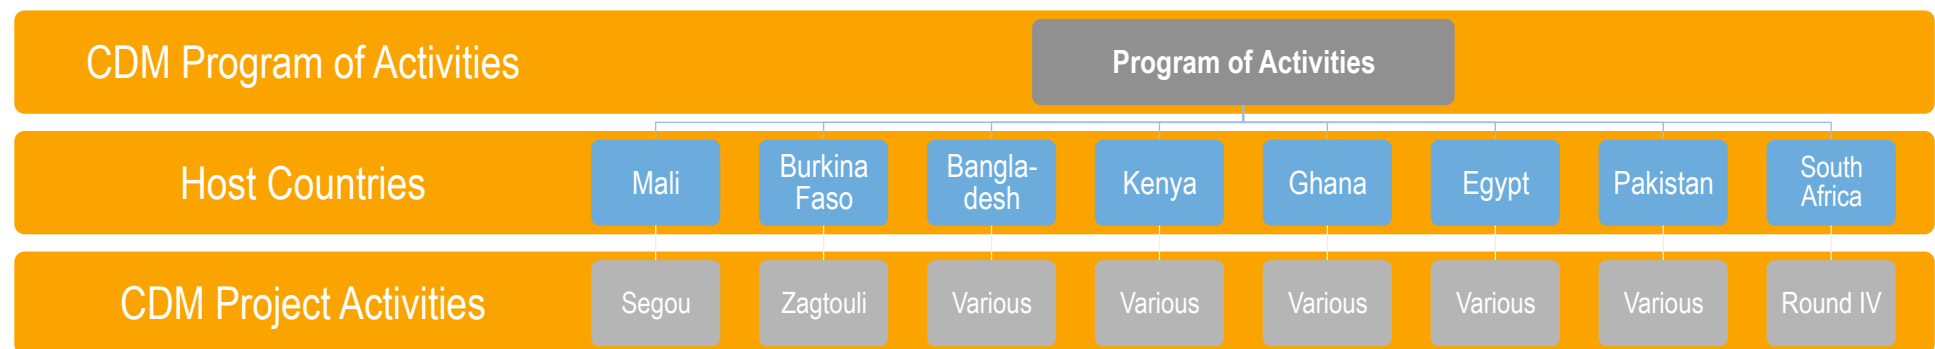 CDM Program of Activities
Program of Activities
Host Countries
Mali
Burkina
Faso
Bangla-
desh
Kenya
Ghana
Egypt
Pakistan
South
Africa
CDM Project Activities
Segou
Zagtouli
Various
Various
Various
Various
Various
Round IV